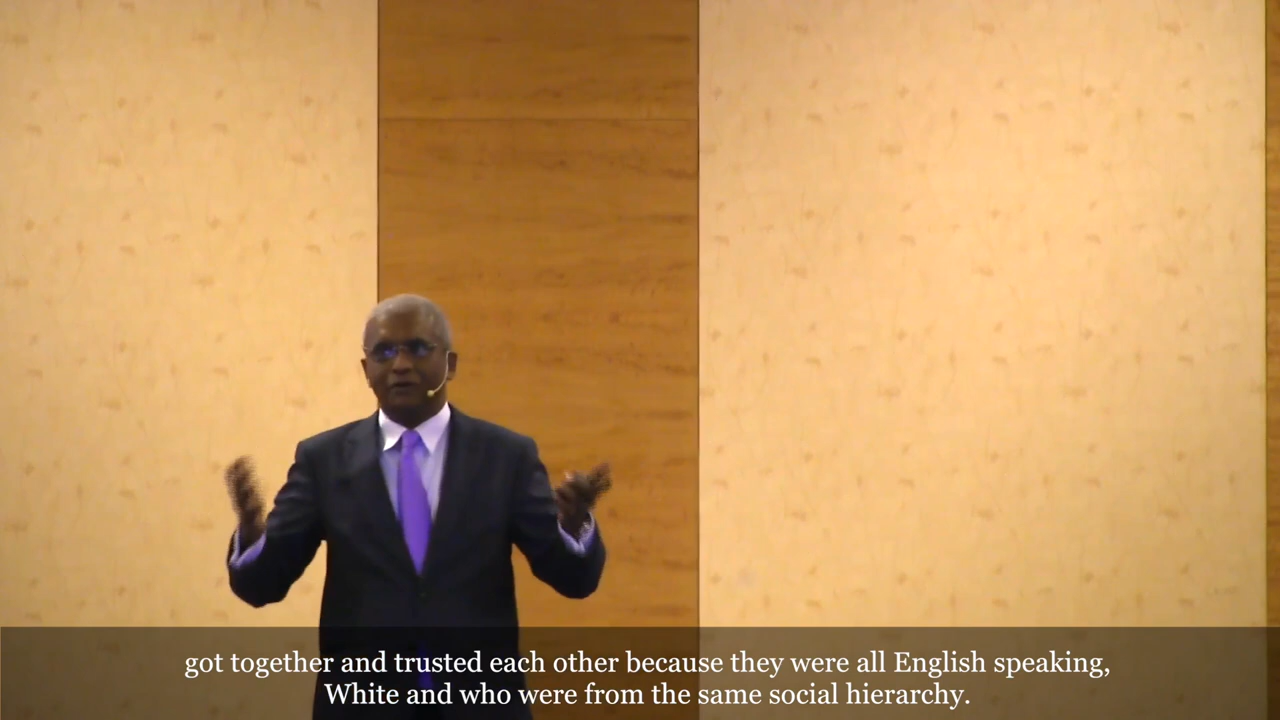 got together and trusted each other because they were all English speaking,
White and who were from the same social hierarchy.